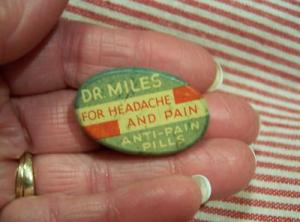 DR. MILES
FOR HEADACHE
AND PAIN
ANTI-PAIN
PILLS